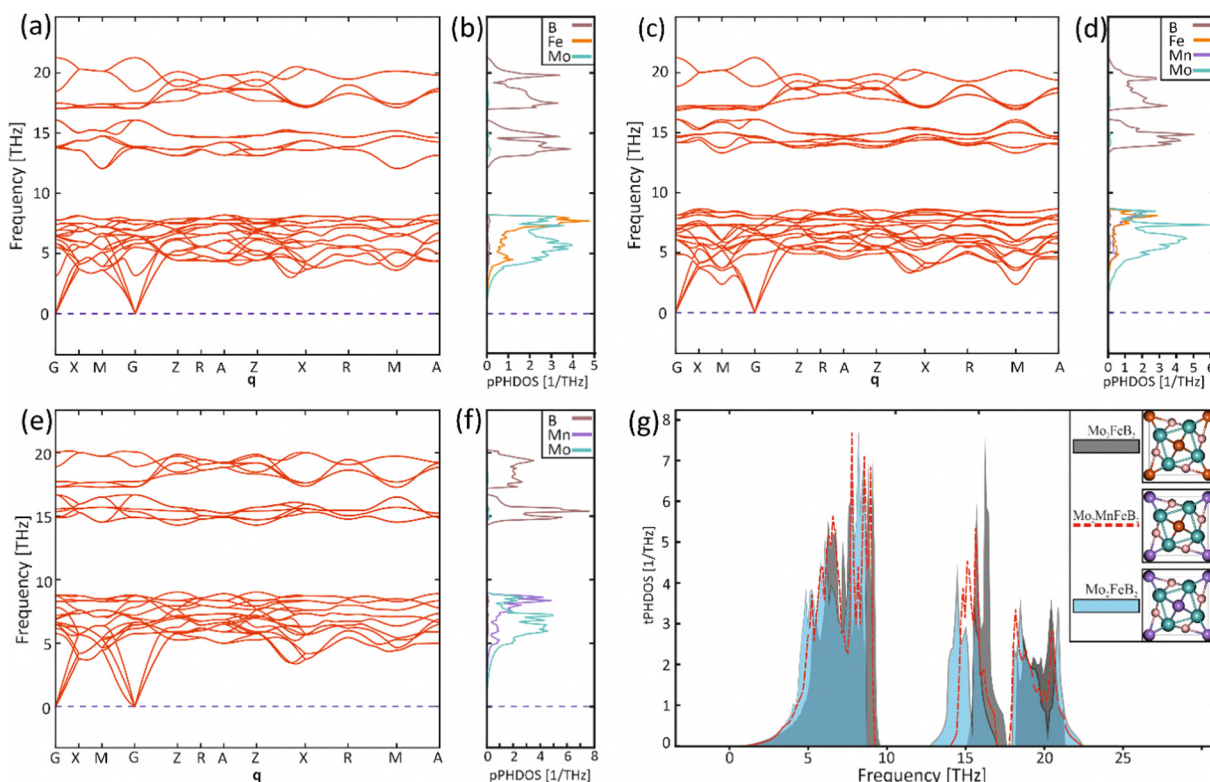 (a)
20
15
10
5
0
Frequency [THz]
G X M G Z R A Z X R M A
q
(b)
B
Fe
Mo
0 1 2 3 4 5
pPHDOS [1/THz]
(c)
20
15
10
5
0
Frequency [THz]
G X M G Z R A Z X R M A
q
(d)
B
Fe
Mn
Mo
0 1 2 3 4 5 6
pPHDOS [1/THz]
(e)
20
15
10
5
0
Frequency [THz]
G X M G Z R A Z X R M A
q
(f)
B
Mn
Mo
0 2 4 6 8
pPHDOS [1/THz]
(g)
8
7
6
5
4
3
2
1
0
tPHDOS [1/THz]
0 5 10 15 20 25
Frequency [THz]
Mo₂FeB₂
Mo₂MnFeB₂
Mo₂FeB₂